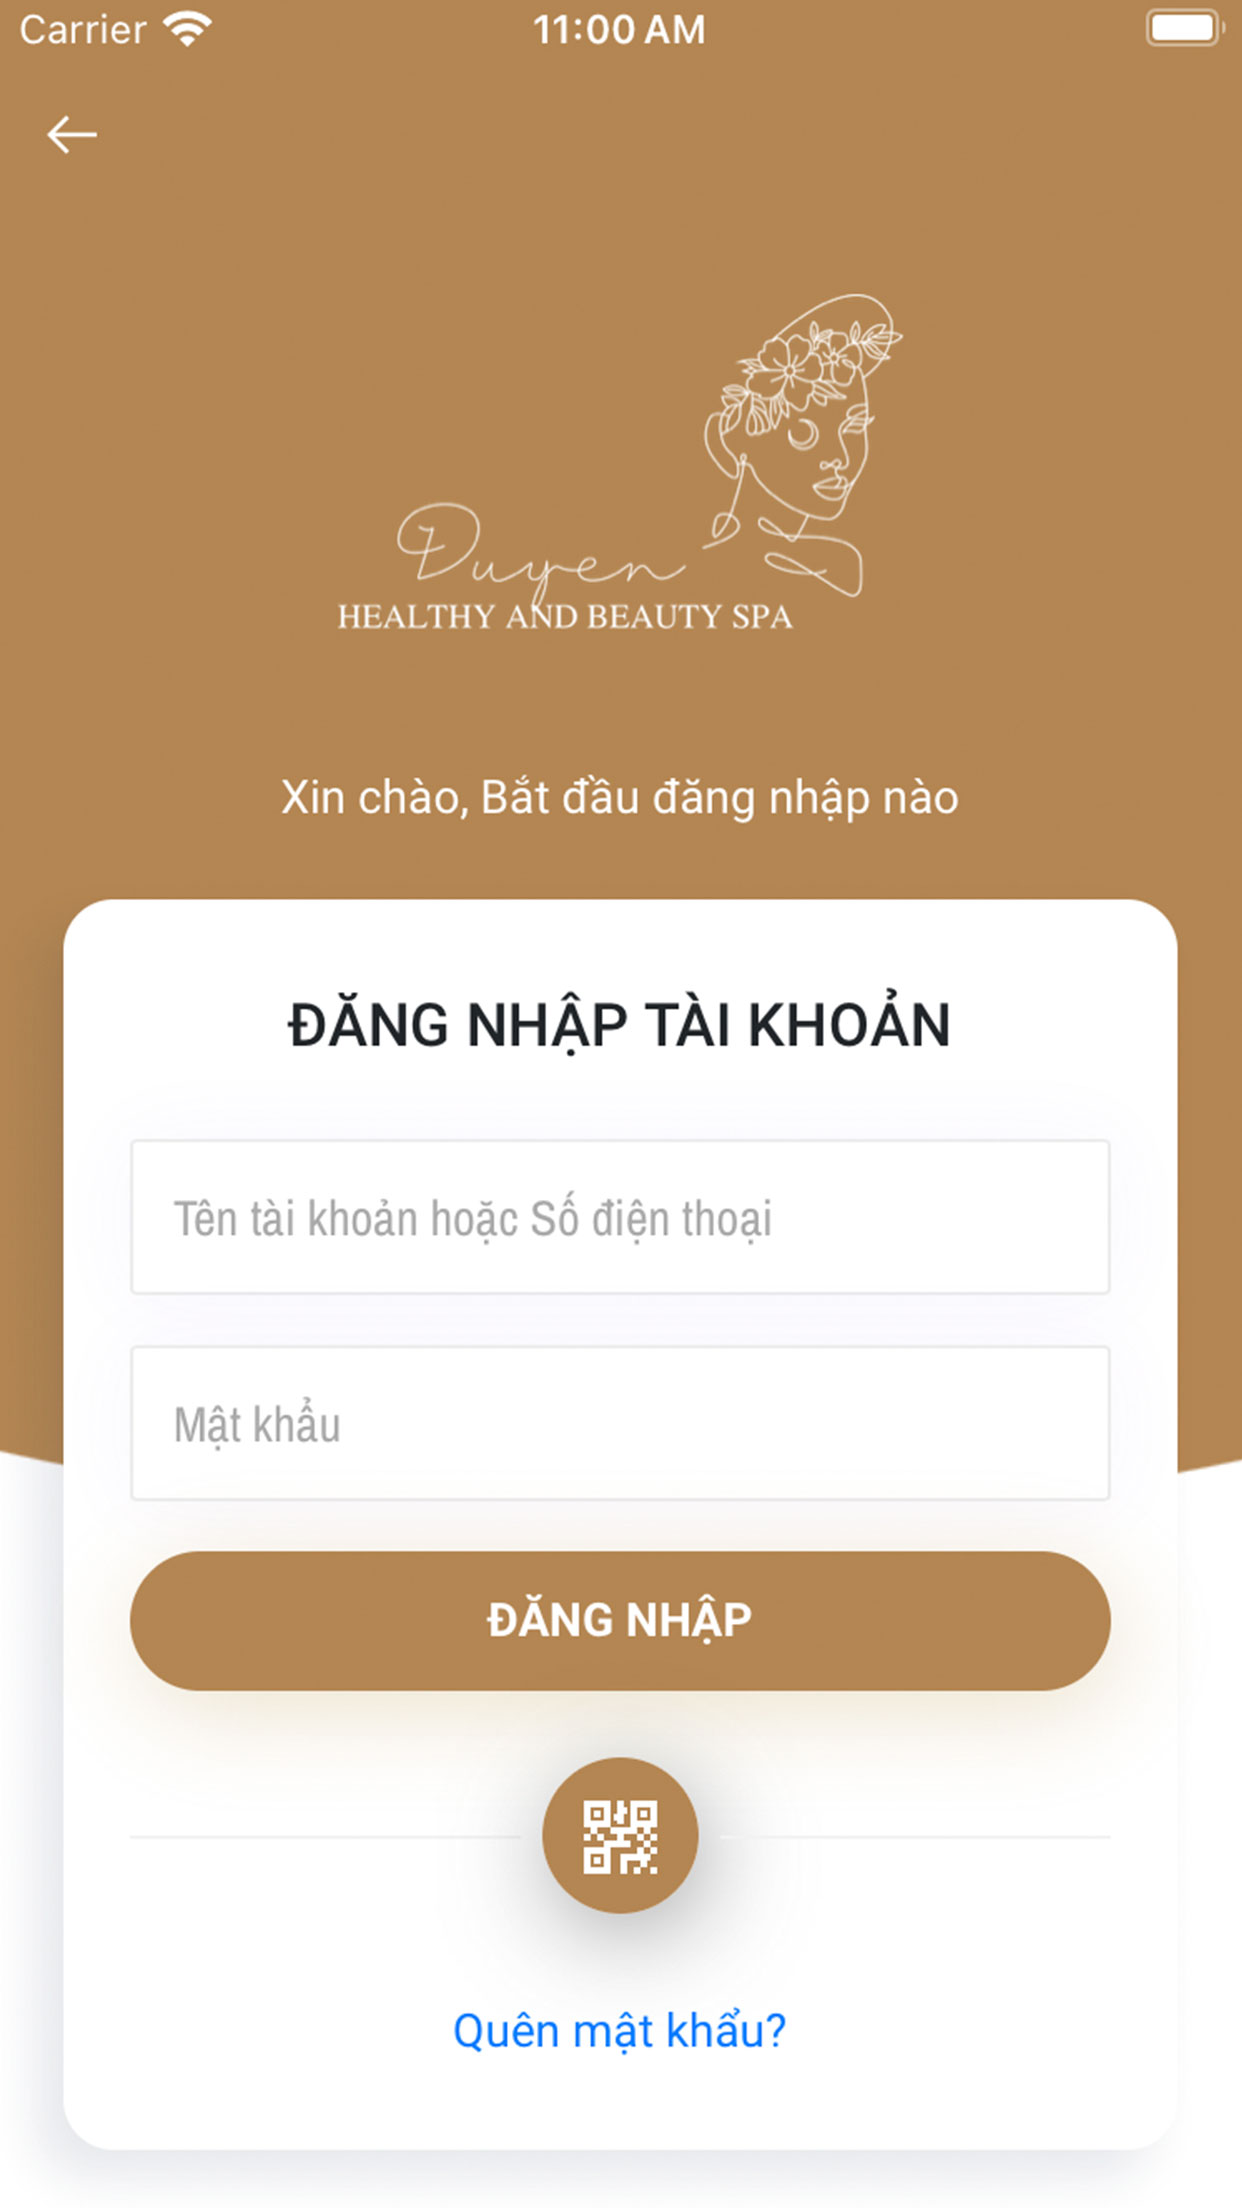 Carrier 11:00 AM
Duyen
HEALTHY AND BEAUTY SPA
Xin chào, Bắt đầu đăng nhập nào
ĐĂNG NHẬP TÀI KHOẢN
Tên tài khoản hoặc Số điện thoại
Mật khẩu
ĐĂNG NHẬP
Quên mật khẩu?